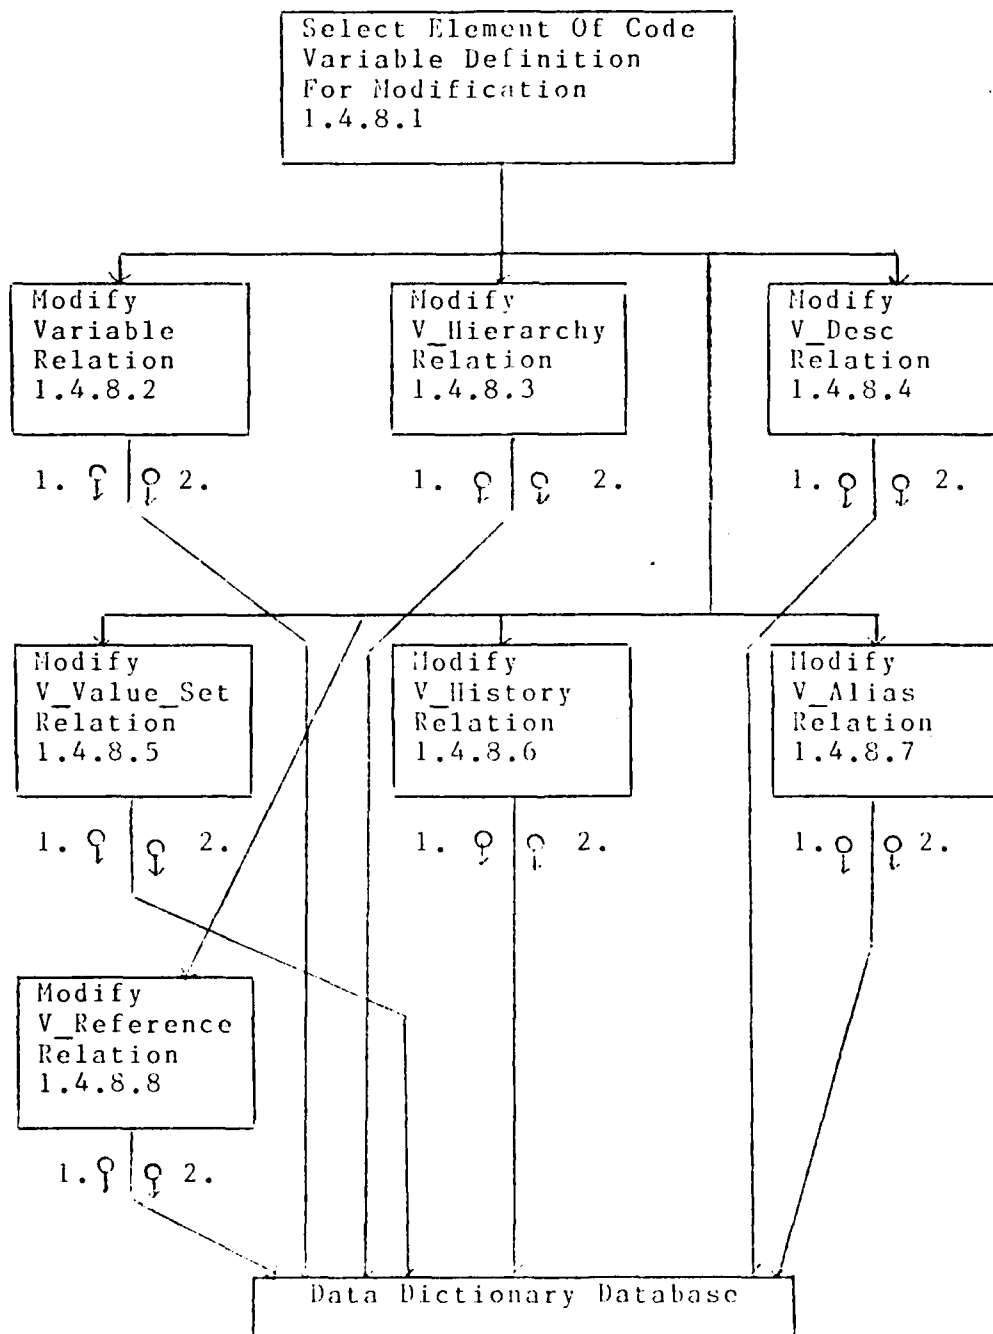 Select Element Of Code
Variable Definition
For Modification
1.4.8.1
Modify
Variable
Relation
1.4.8.2
Modify
V_Hierarchy
Relation
1.4.8.3
Modify
V_Desc
Relation
1.4.8.4
1. 2.
1. 2.
1. 2.
Modify
V_Value_Set
Relation
1.4.8.5
Modify
V_History
Relation
1.4.8.6
Modify
V_Alias
Relation
1.4.8.7
1. 2.
1. 2.
1. 2.
Modify
V_Reference
Relation
1.4.8.8
1. 2.
Data Dictionary Database